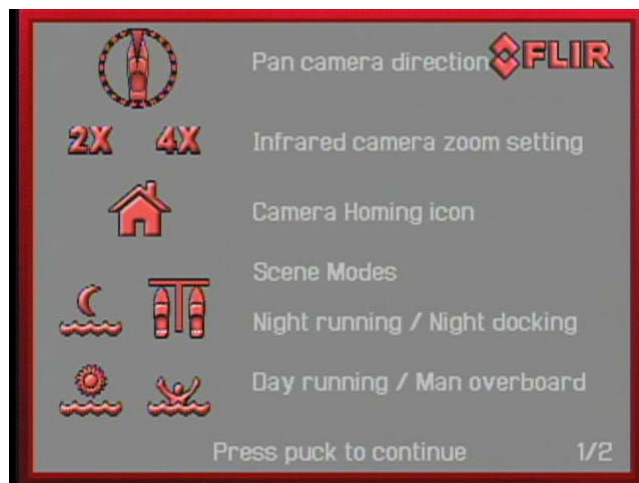 Pan camera direction
FLIR
2X 4X Infrared camera zoom setting
Camera Homing icon
Scene Modes
Night running / Night docking
Day running / Man overboard
Press puck to continue 1/2